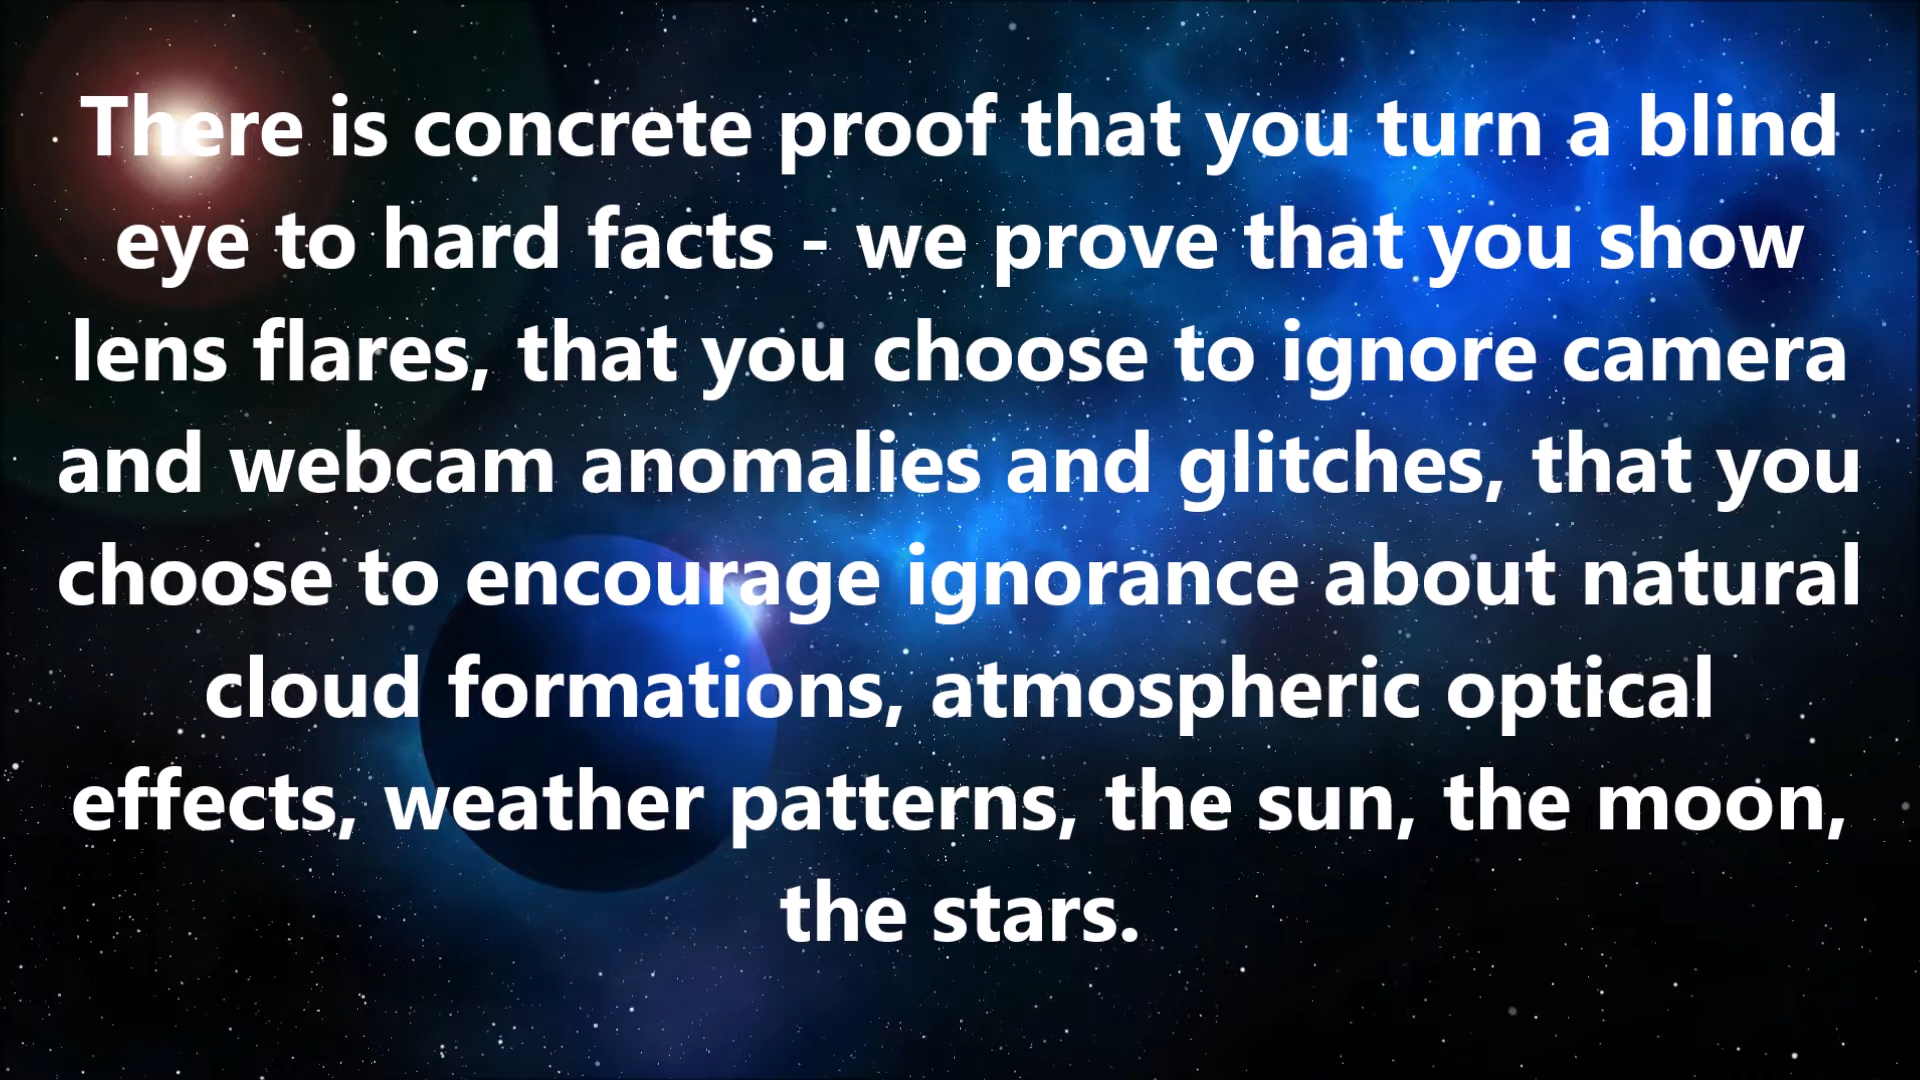 There is concrete proof that you turn a blind
eye to hard facts - we prove that you show
lens flares, that you choose to ignore camera
and webcam anomalies and glitches, that you
choose to encourage ignorance about natural
cloud formations, atmospheric optical
effects, weather patterns, the sun, the moon,
the stars.